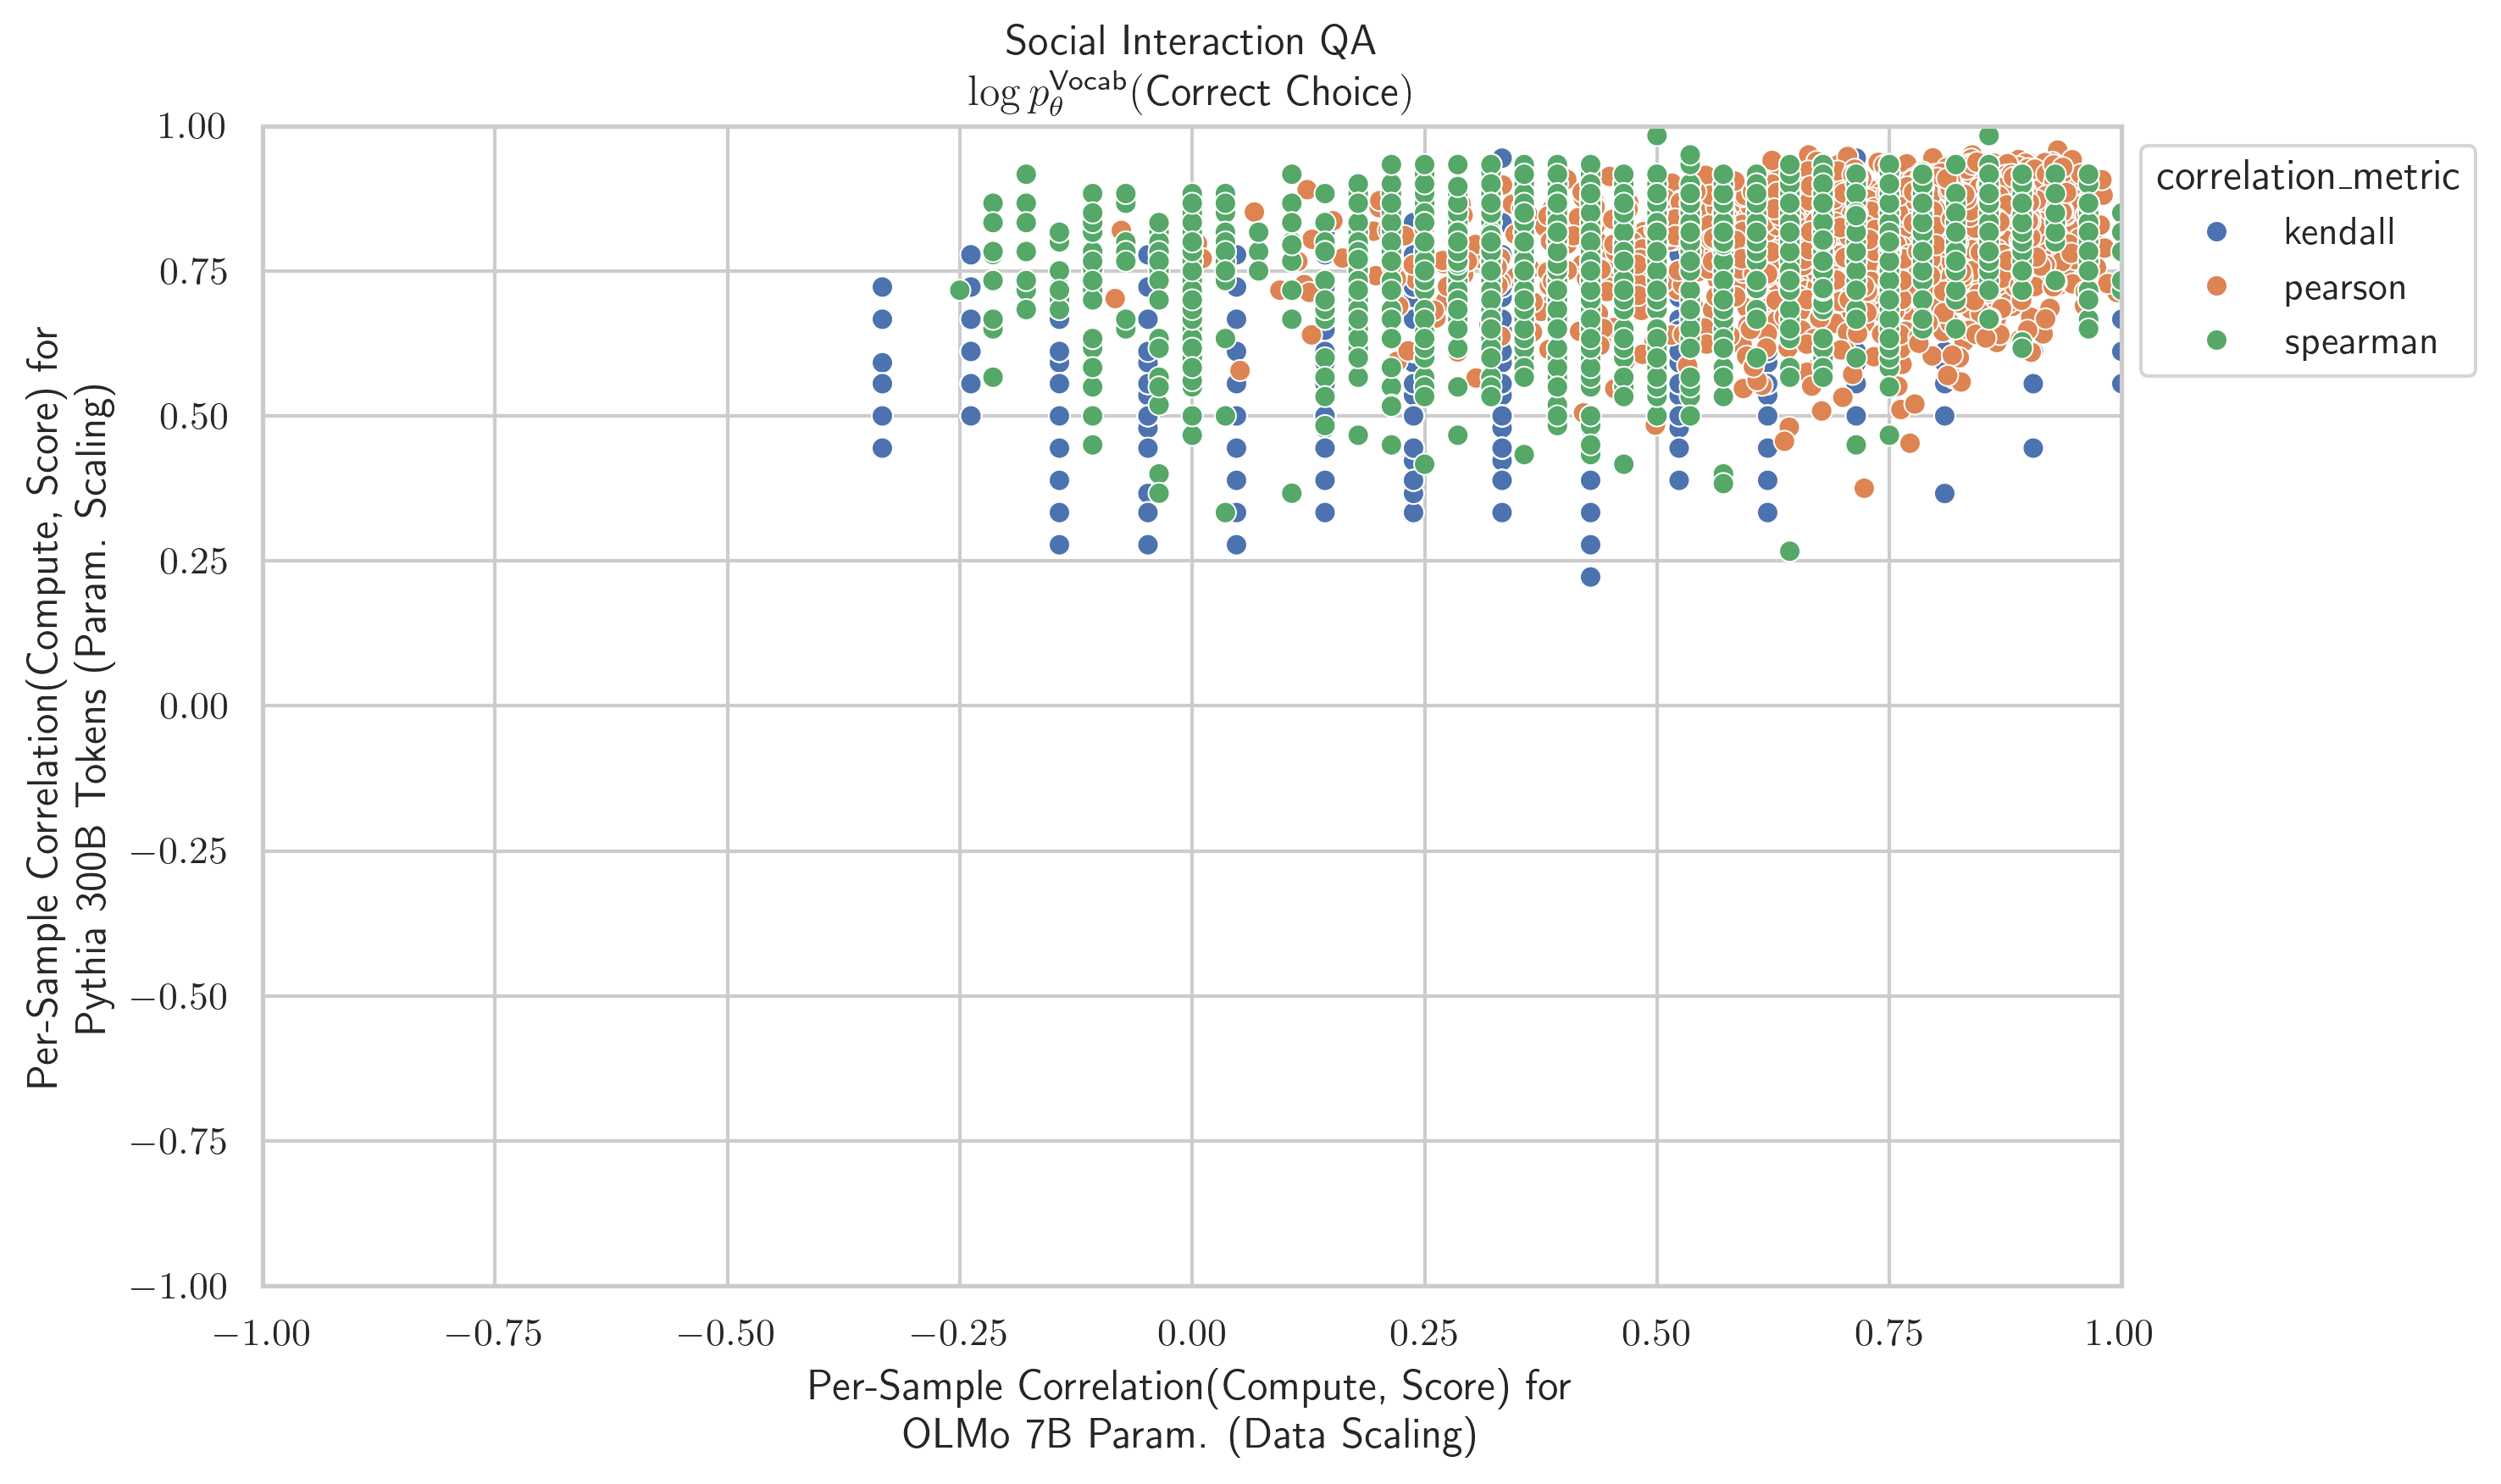 Social Interaction QA
log p_θ^Vocab(Correct Choice)
1.00
0.75
0.50
0.25
0.00
−0.25
−0.50
−0.75
−1.00
Per-Sample Correlation(Compute, Score) for
Pythia 300B Tokens (Param. Scaling)
correlation_metric
kendall
pearson
spearman
−1.00 −0.75 −0.50 −0.25 0.00 0.25 0.50 0.75 1.00
Per-Sample Correlation(Compute, Score) for
OLMo 7B Param. (Data Scaling)